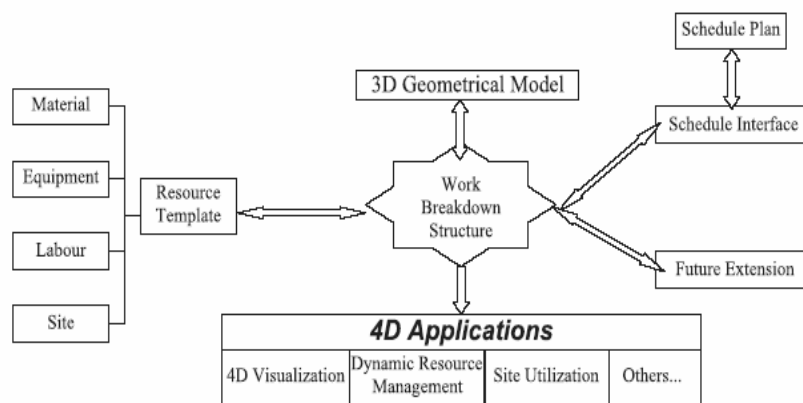 Schedule Plan
3D Geometrical Model
Material
Schedule Interface
Equipment
Resource
Template
Work
Breakdown
Structure
Labour
Future Extension
Site
4D Applications
4D Visualization
Dynamic Resource
Management
Site Utilization
Others...